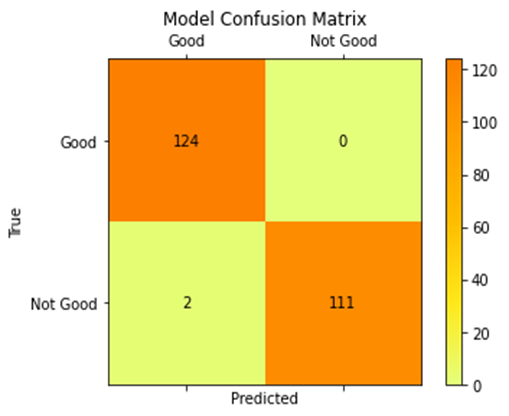 Model Confusion Matrix
Good Not Good
Good 124 0
Not Good 2 111
True
Predicted
120
100
80
60
40
20
0